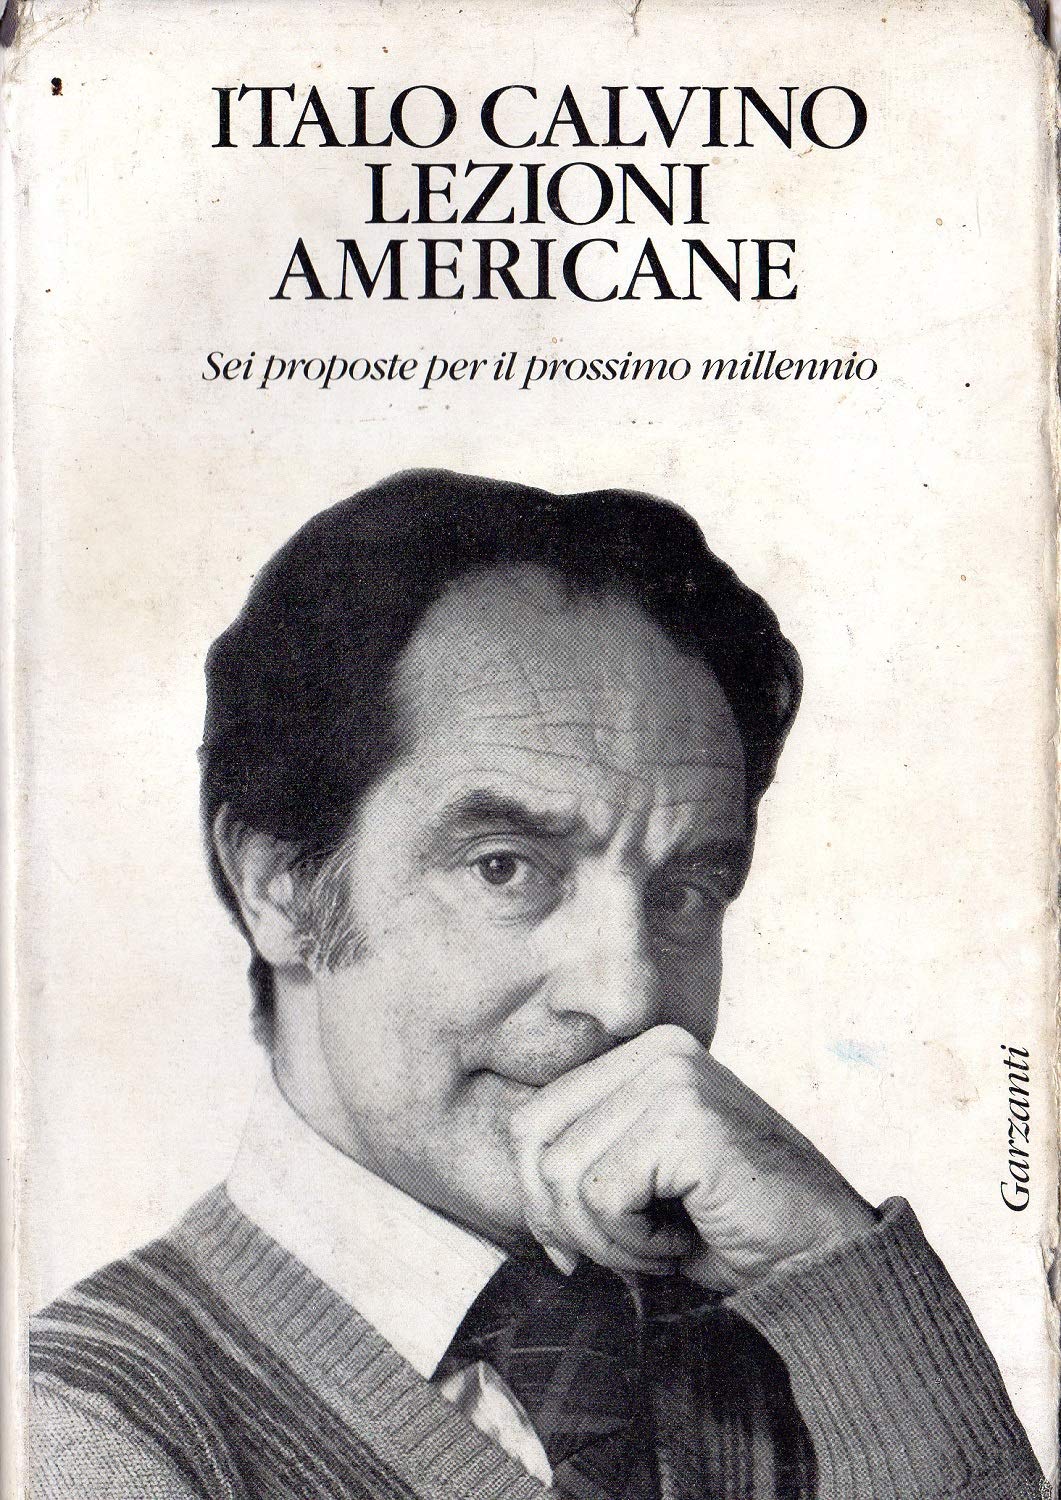 ITALO CALVINO
LEZIONI
AMERICANE
Sei proposte per il prossimo millennio
Garzanti